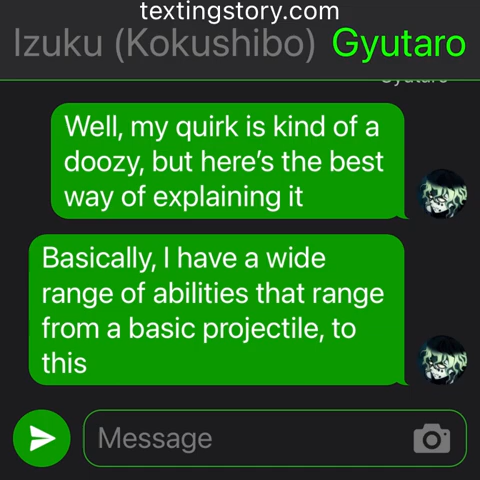 textingstory.com
Izuku (Kokushibo) Gyutaro
Well, my quirk is kind of a
doozy, but here’s the best
way of explaining it
Basically, I have a wide
range of abilities that range
from a basic projectile, to
this
Message